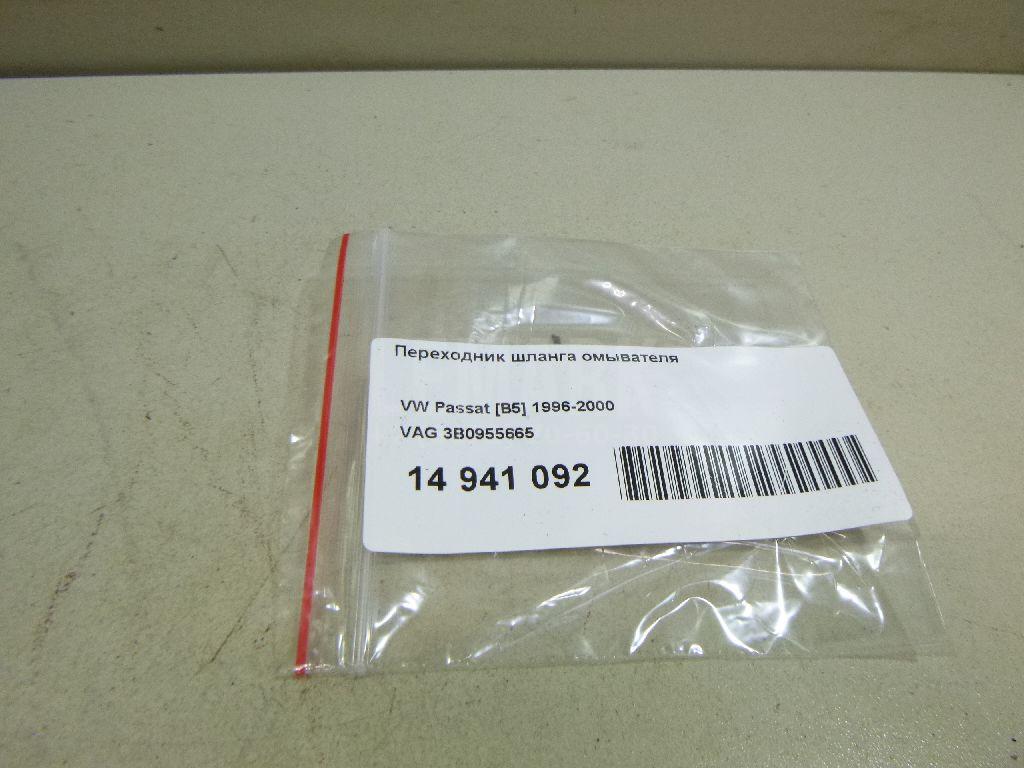 Переходник шланга омывателя
VW Passat [B5] 1996-2000
VAG 3B0955665
14 941 092